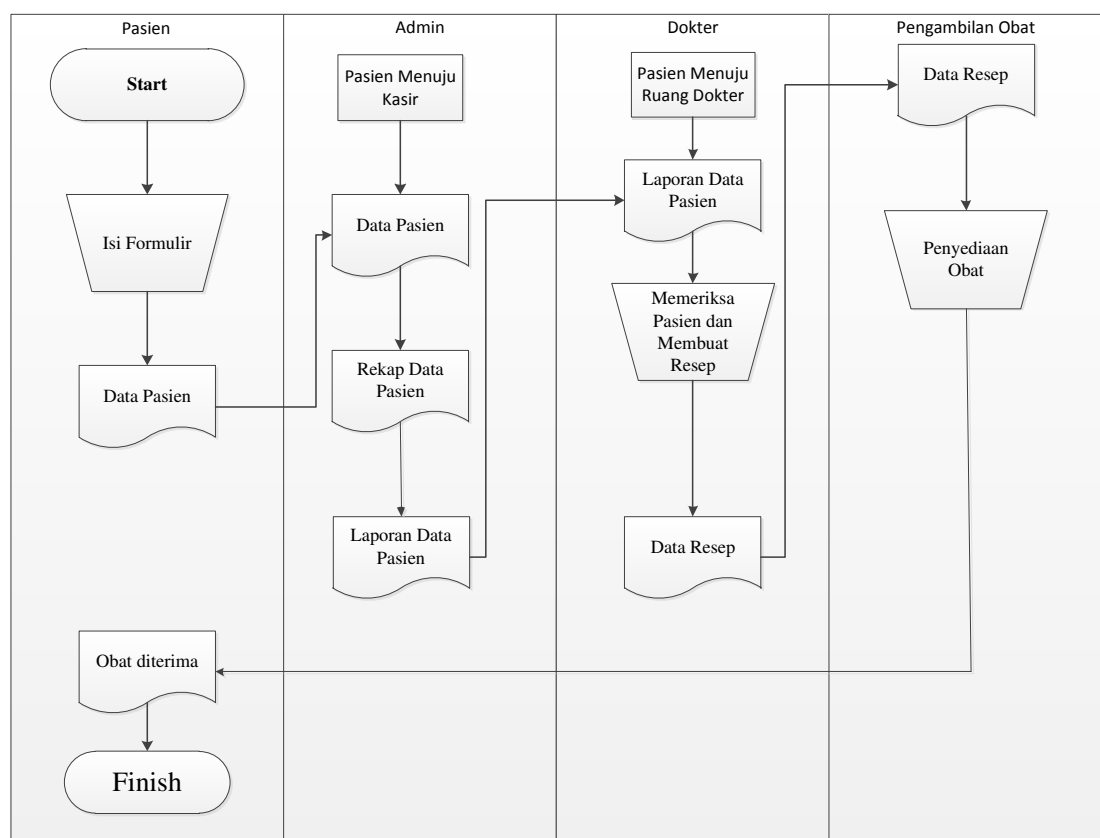 Pasien
Start
Isi Formulir
Data Pasien
Obat diterima
Finish
Admin
Pasien Menuju
Kasir
Data Pasien
Rekap Data
Pasien
Laporan Data
Pasien
Dokter
Pasien Menuju
Ruang Dokter
Laporan Data
Pasien
Memeriksa
Pasien dan
Membuat
Resep
Data Resep
Pengambilan Obat
Data Resep
Penyediaan
Obat